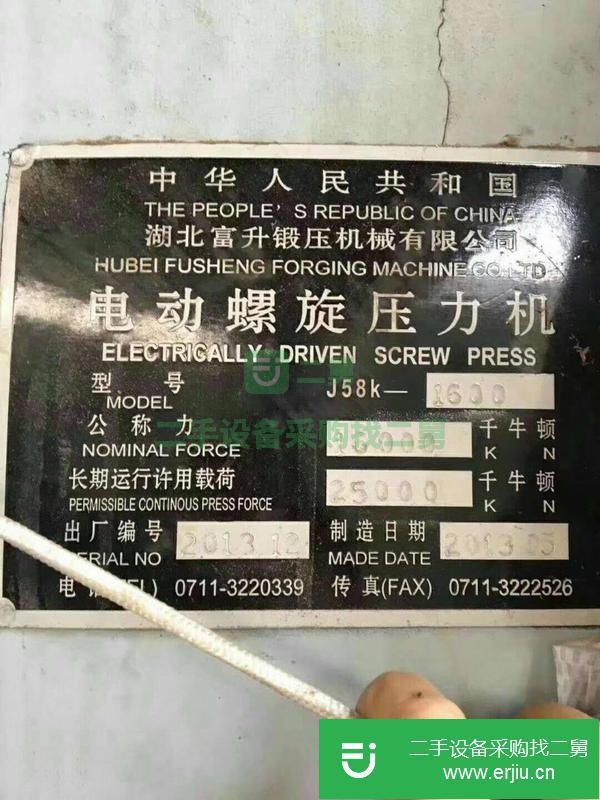 中华人民共和国
THE PEOPLE'S REPUBLIC OF CHINA
湖北富升锻压机械有限公司
HUBEI FUSHENG FORGING MACHINE CO.LTD
电动螺旋压力机
ELECTRICALLY DRIVEN SCREW PRESS
型号 J58k— 1600
MODEL
公称力 16000 千牛顿
NOMINAL FORCE K N
长期运行许用载荷 25000 千牛顿
PERMISSIBLE CONTINOUS PRESS FORCE K N
出厂编号 2013.12 制造日期 2013.05
SERIAL NO MADE DATE
电 0711-3220339 传真(FAX) 0711-3222526
二舅
二手设备采购找二舅
二手设备采购找二舅
www.erjiu.cn